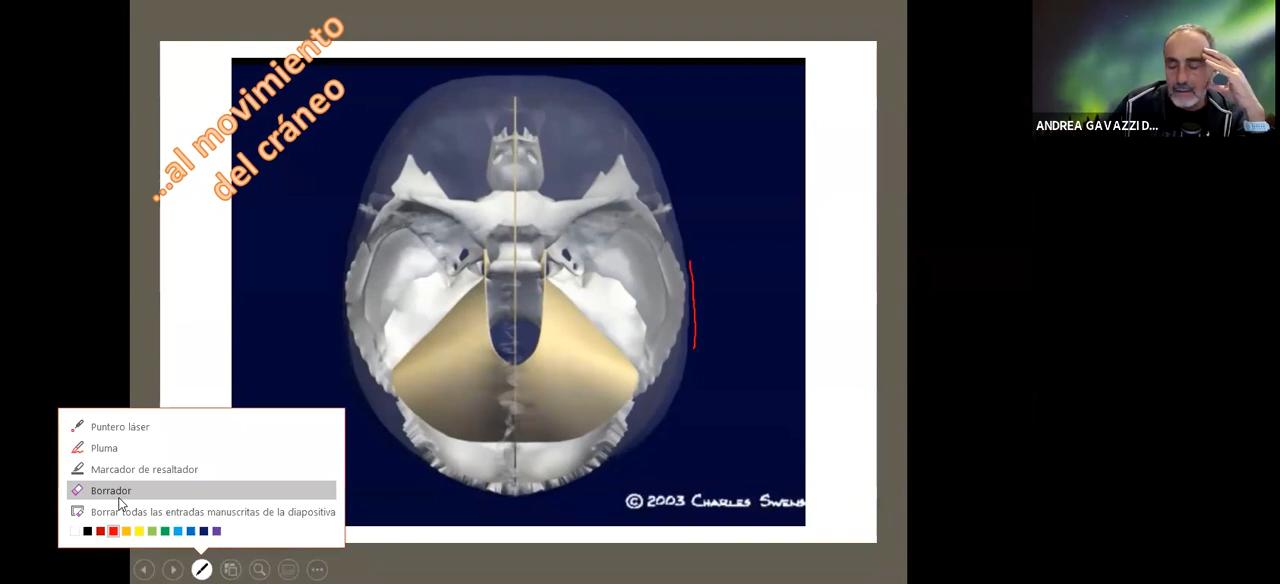 ...al movimiento
del cráneo
ANDREA GAVAZZI D...
Puntero láser
Pluma
Marcador de resaltador
Borrador
Borrar todas las entradas manuscritas de la diapositiva
© 2003 CHARLES SWENS